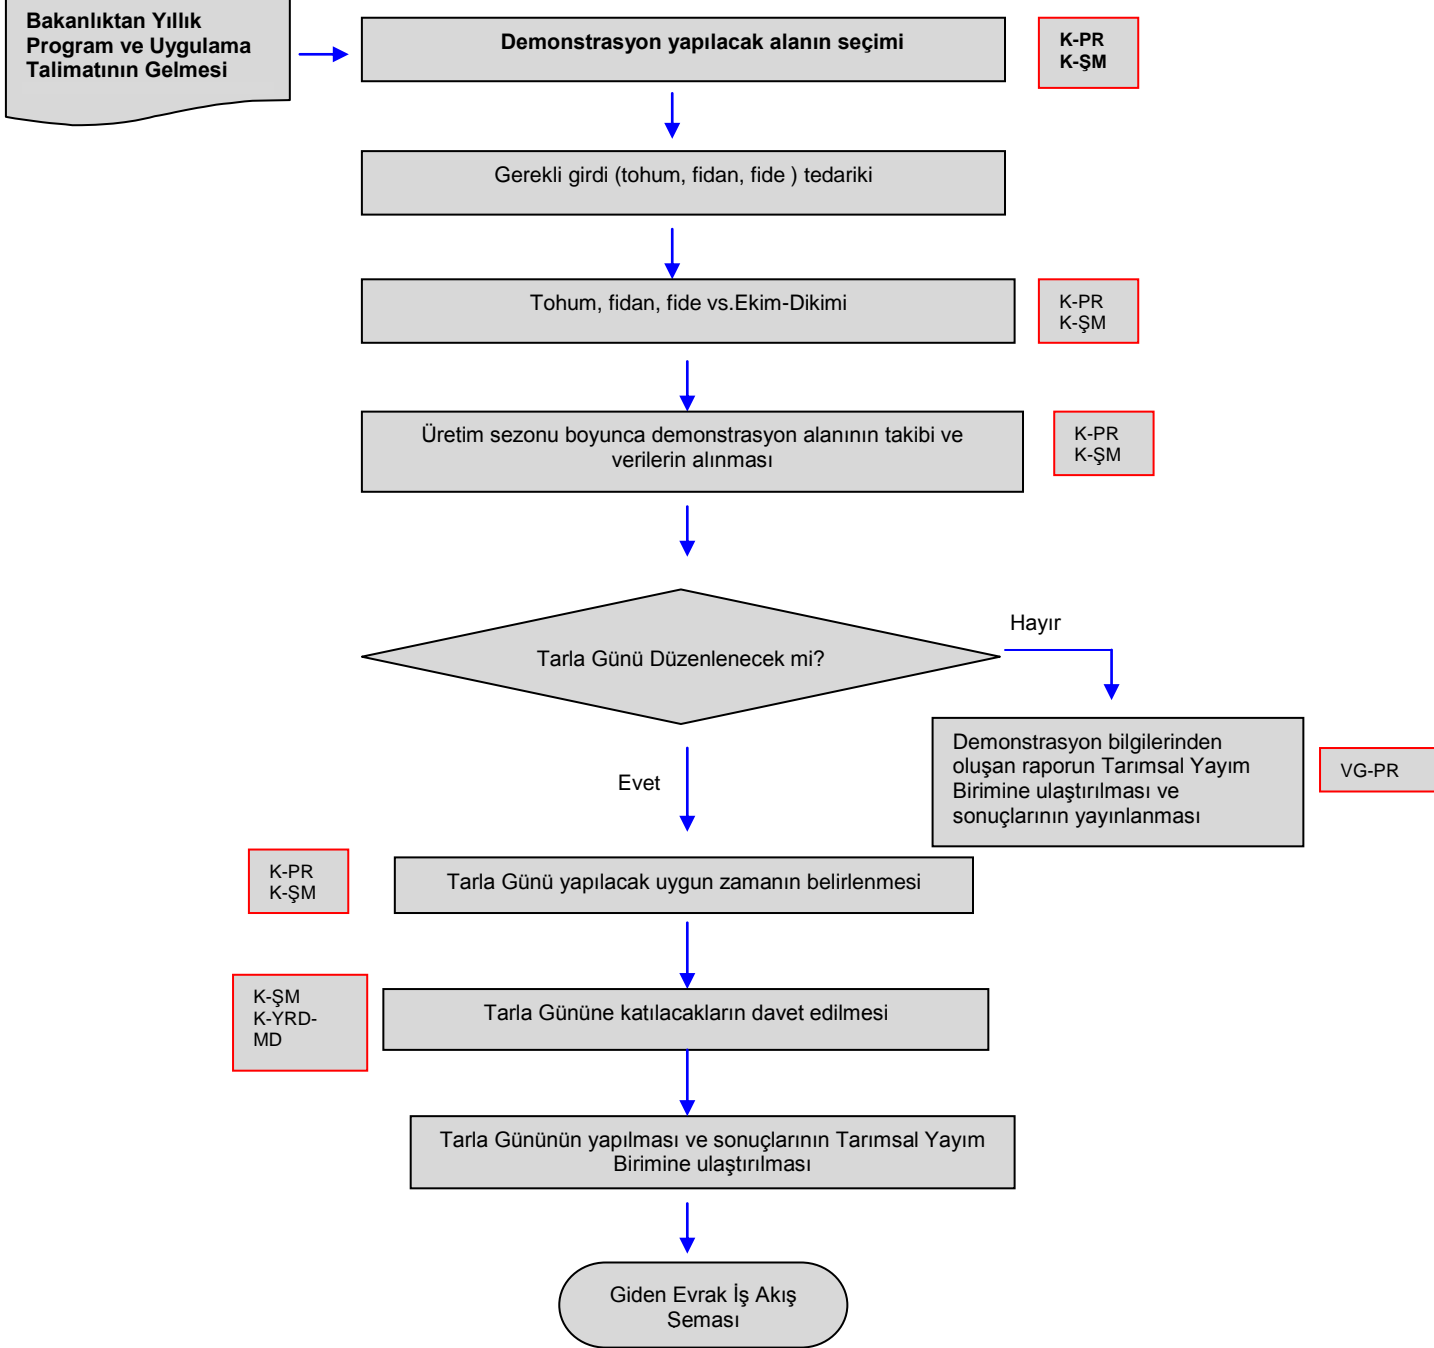 Bakanlıktan Yıllık
Program ve Uygulama
Talimatının Gelmesi
Demonstrasyon yapılacak alanın seçimi
K-PR
K-ŞM
Gerekli girdi (tohum, fidan, fide ) tedariki
Tohum, fidan, fide vs.Ekim-Dikimi
K-PR
K-ŞM
Üretim sezonu boyunca demonstrasyon alanının takibi ve
verilerin alınması
K-PR
K-ŞM
Tarla Günü Düzenlenecek mi?
Hayır
Demonstrasyon bilgilerinden
oluşan raporun Tarımsal Yayım
Birimine ulaştırılması ve
sonuçlarının yayınlanması
VG-PR
Evet
K-PR
K-ŞM
Tarla Günü yapılacak uygun zamanın belirlenmesi
K-ŞM
K-YRD-
MD
Tarla Gününe katılacakların davet edilmesi
Tarla Gününün yapılması ve sonuçlarının Tarımsal Yayım
Birimine ulaştırılması
Giden Evrak İş Akış
Seması